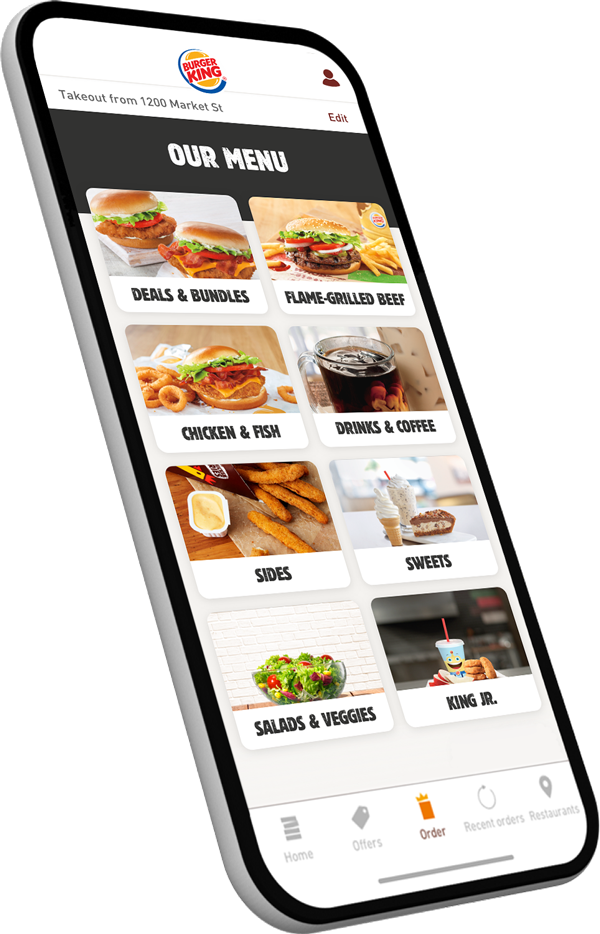 BURGER
KING
Takeout from 1200 Market St
Edit
OUR MENU
DEALS & BUNDLES
FLAME-GRILLED BEEF
CHICKEN & FISH
DRINKS & COFFEE
SIDES
SWEETS
SALADS & VEGGIES
KING JR.
Home
Offers
Order
Recent orders
Restaurants